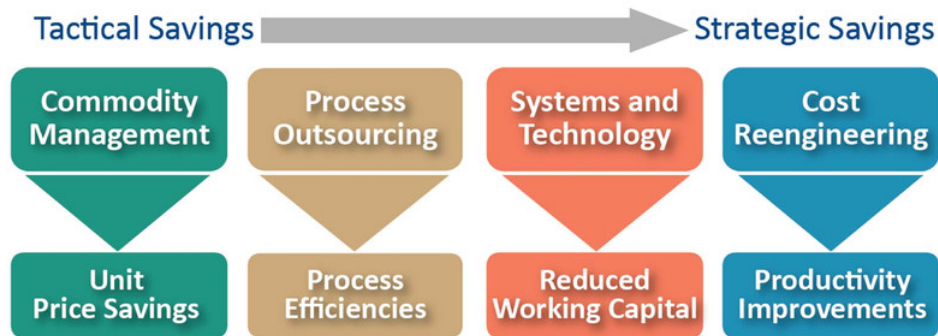 Tactical Savings
Strategic Savings
Commodity
Management
Process
Outsourcing
Systems and
Technology
Cost
Reengineering
Unit
Price Savings
Process
Efficiencies
Reduced
Working Capital
Productivity
Improvements